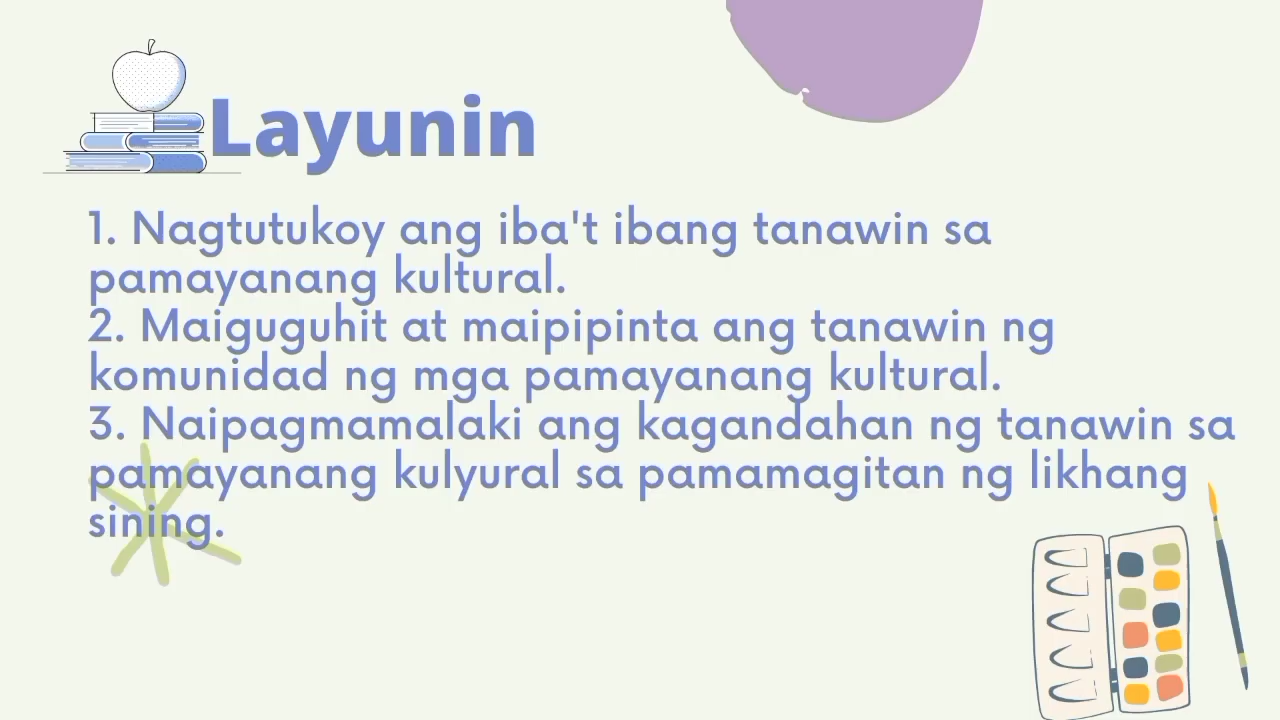 Layunin
1. Nagtutukoy ang iba't ibang tanawin sa
pamayanang kultural.
2. Maiguguhit at maipipinta ang tanawin ng
komunidad ng mga pamayanang kultural.
3. Naipagmamalaki ang kagandahan ng tanawin sa
pamayanang kulyural sa pamamagitan ng likhang
sining.